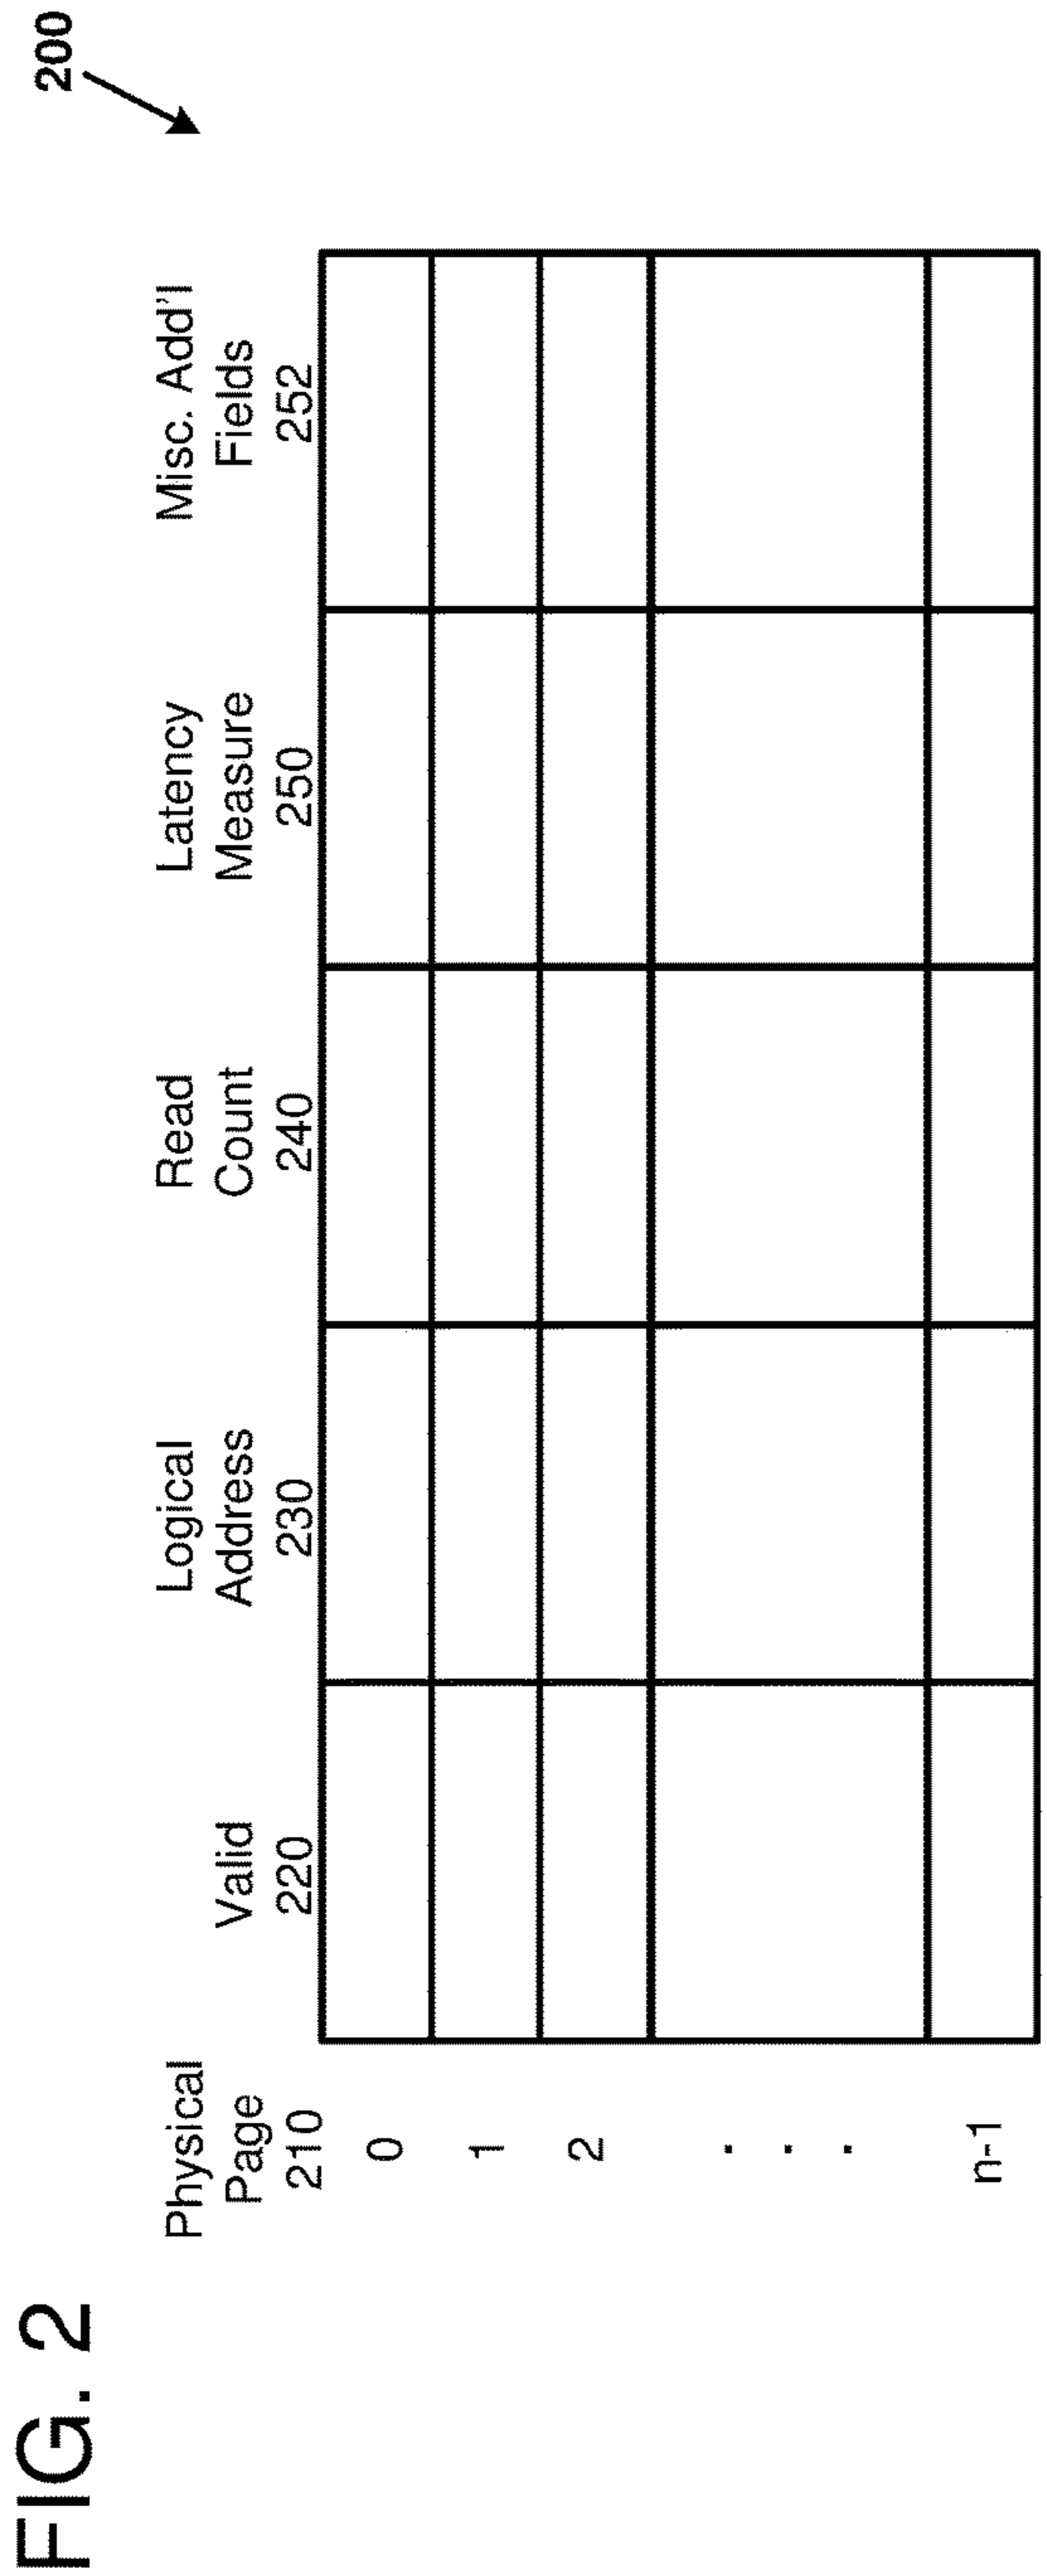 FIG. 2
200
Physical
Page
210
Valid
220
Logical
Address
230
Read
Count
240
Latency
Measure
250
Misc. Add'l
Fields
252
0
1
2
. . .
n-1